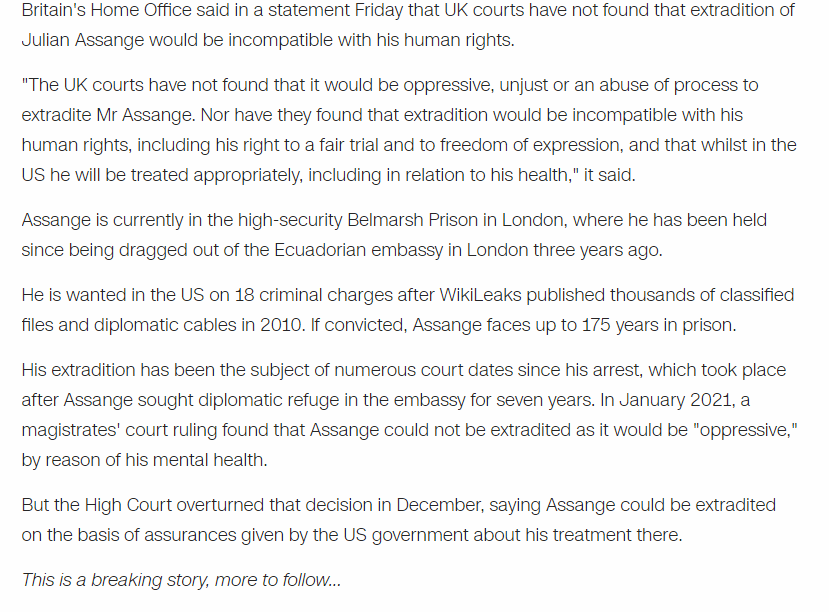 Britain's Home Office said in a statement Friday that UK courts have not found that extradition of
Julian Assange would be incompatible with his human rights.
"The UK courts have not found that it would be oppressive, unjust or an abuse of process to
extradite Mr Assange. Nor have they found that extradition would be incompatible with his
human rights, including his right to a fair trial and to freedom of expression, and that whilst in the
US he will be treated appropriately, including in relation to his health," it said.
Assange is currently in the high-security Belmarsh Prison in London, where he has been held
since being dragged out of the Ecuadorian embassy in London three years ago.
He is wanted in the US on 18 criminal charges after WikiLeaks published thousands of classified
files and diplomatic cables in 2010. If convicted, Assange faces up to 175 years in prison.
His extradition has been the subject of numerous court dates since his arrest, which took place
after Assange sought diplomatic refuge in the embassy for seven years. In January 2021, a
magistrates' court ruling found that Assange could not be extradited as it would be "oppressive,"
by reason of his mental health.
But the High Court overturned that decision in December, saying Assange could be extradited
on the basis of assurances given by the US government about his treatment there.
This is a breaking story, more to follow...